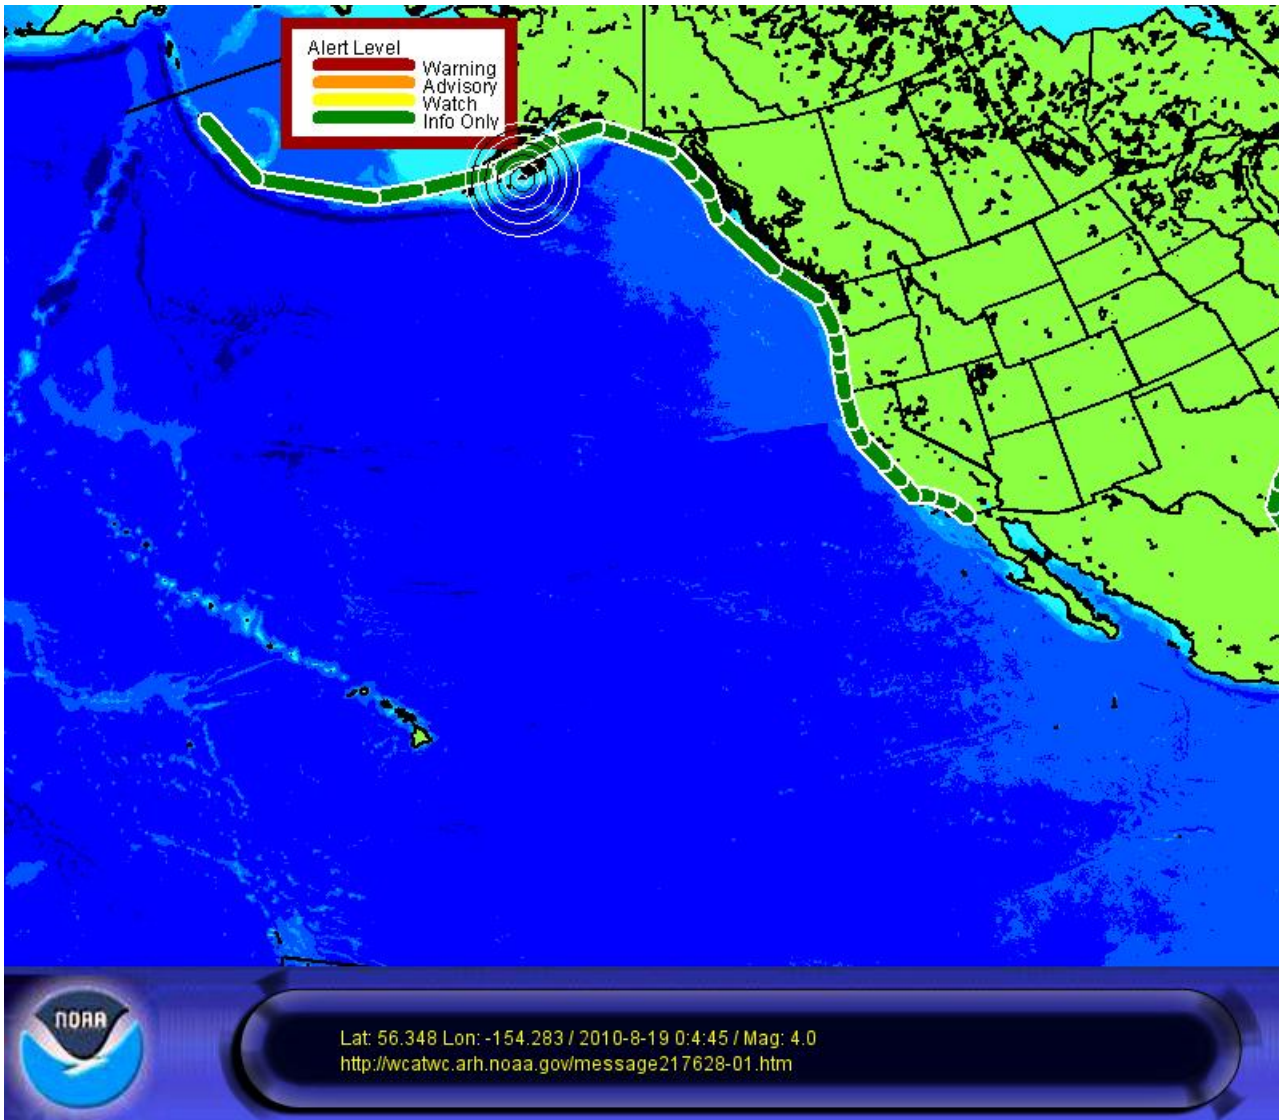 Alert Level
Warning
Advisory
Watch
Info Only
NOAA
Lat: 56.348 Lon: -154.283 / 2010-8-19 0:4:45 / Mag: 4.0
http://wcatwc.arh.noaa.gov/message217628-01.htm